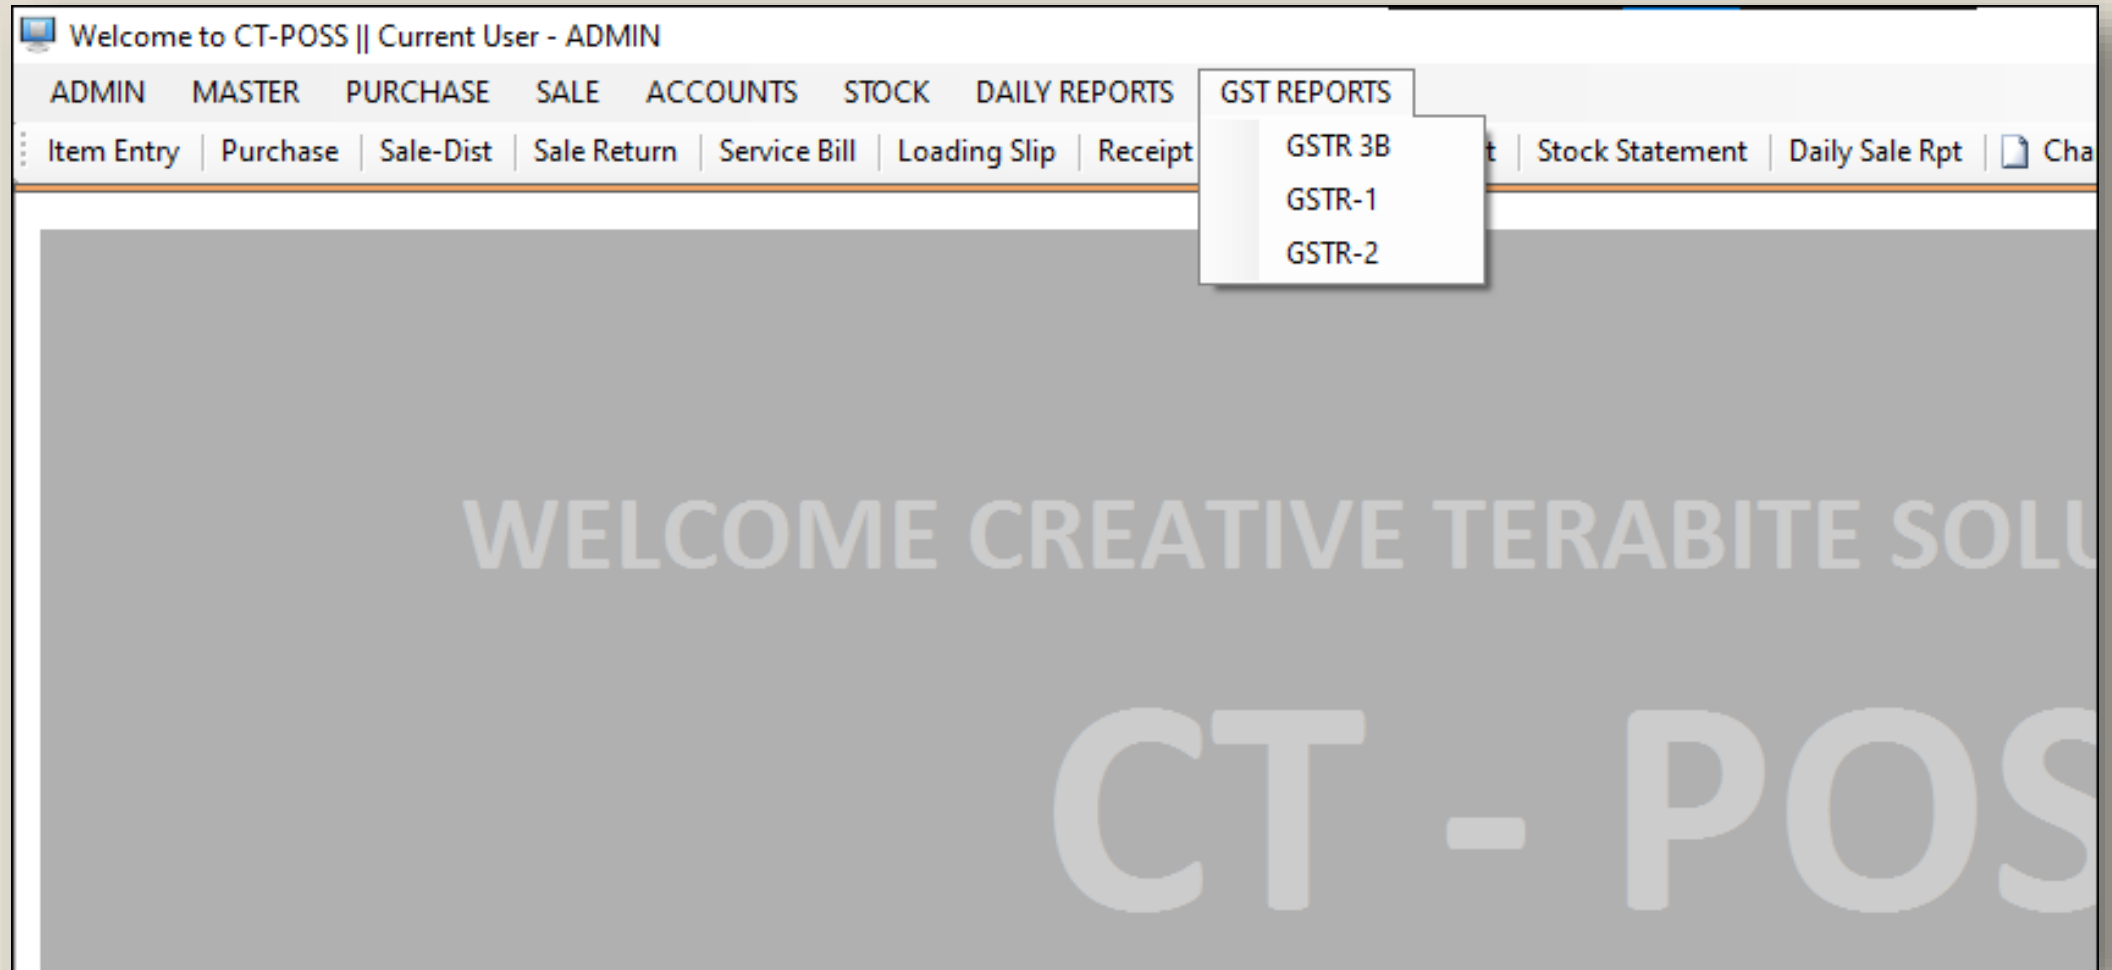 Welcome to CT-POSS || Current User - ADMIN
ADMIN MASTER PURCHASE SALE ACCOUNTS STOCK DAILY REPORTS GST REPORTS
Item Entry Purchase Sale-Dist Sale Return Service Bill Loading Slip Receipt Stock Statement Daily Sale Rpt
GSTR 3B
GSTR-1
GSTR-2
WELCOME CREATIVE TERABITE
CT - POS